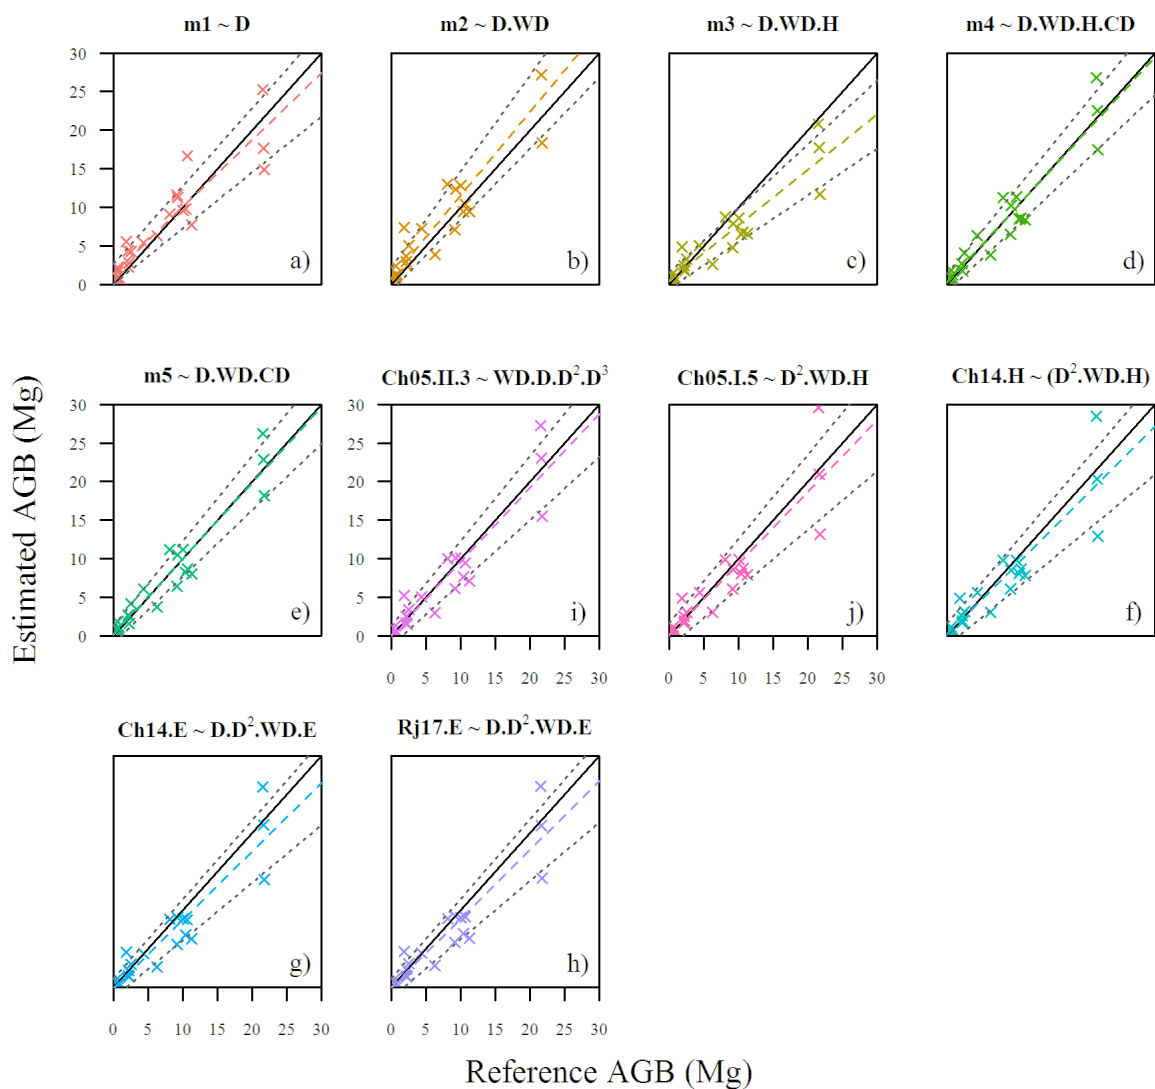 m1 ~ D
m2 ~ D.WD
m3 ~ D.WD.H
m4 ~ D.WD.H.CD
30
25
20
15
10
5
0
a)
b)
c)
d)
Estimated AGB (Mg)
m5 ~ D.WD.CD
Ch05.II.3 ~ WD.D.D².D³
Ch05.I.5 ~ D².WD.H
Ch14.H ~ (D².WD.H)
30
25
20
15
10
5
0
e)
i)
j)
f)
0 5 10 15 20 25 30
0 5 10 15 20 25 30
Ch14.E ~ D.D².WD.E
Rj17.E ~ D.D².WD.E
g)
h)
0 5 10 15 20 25 30
0 5 10 15 20 25 30
Reference AGB (Mg)